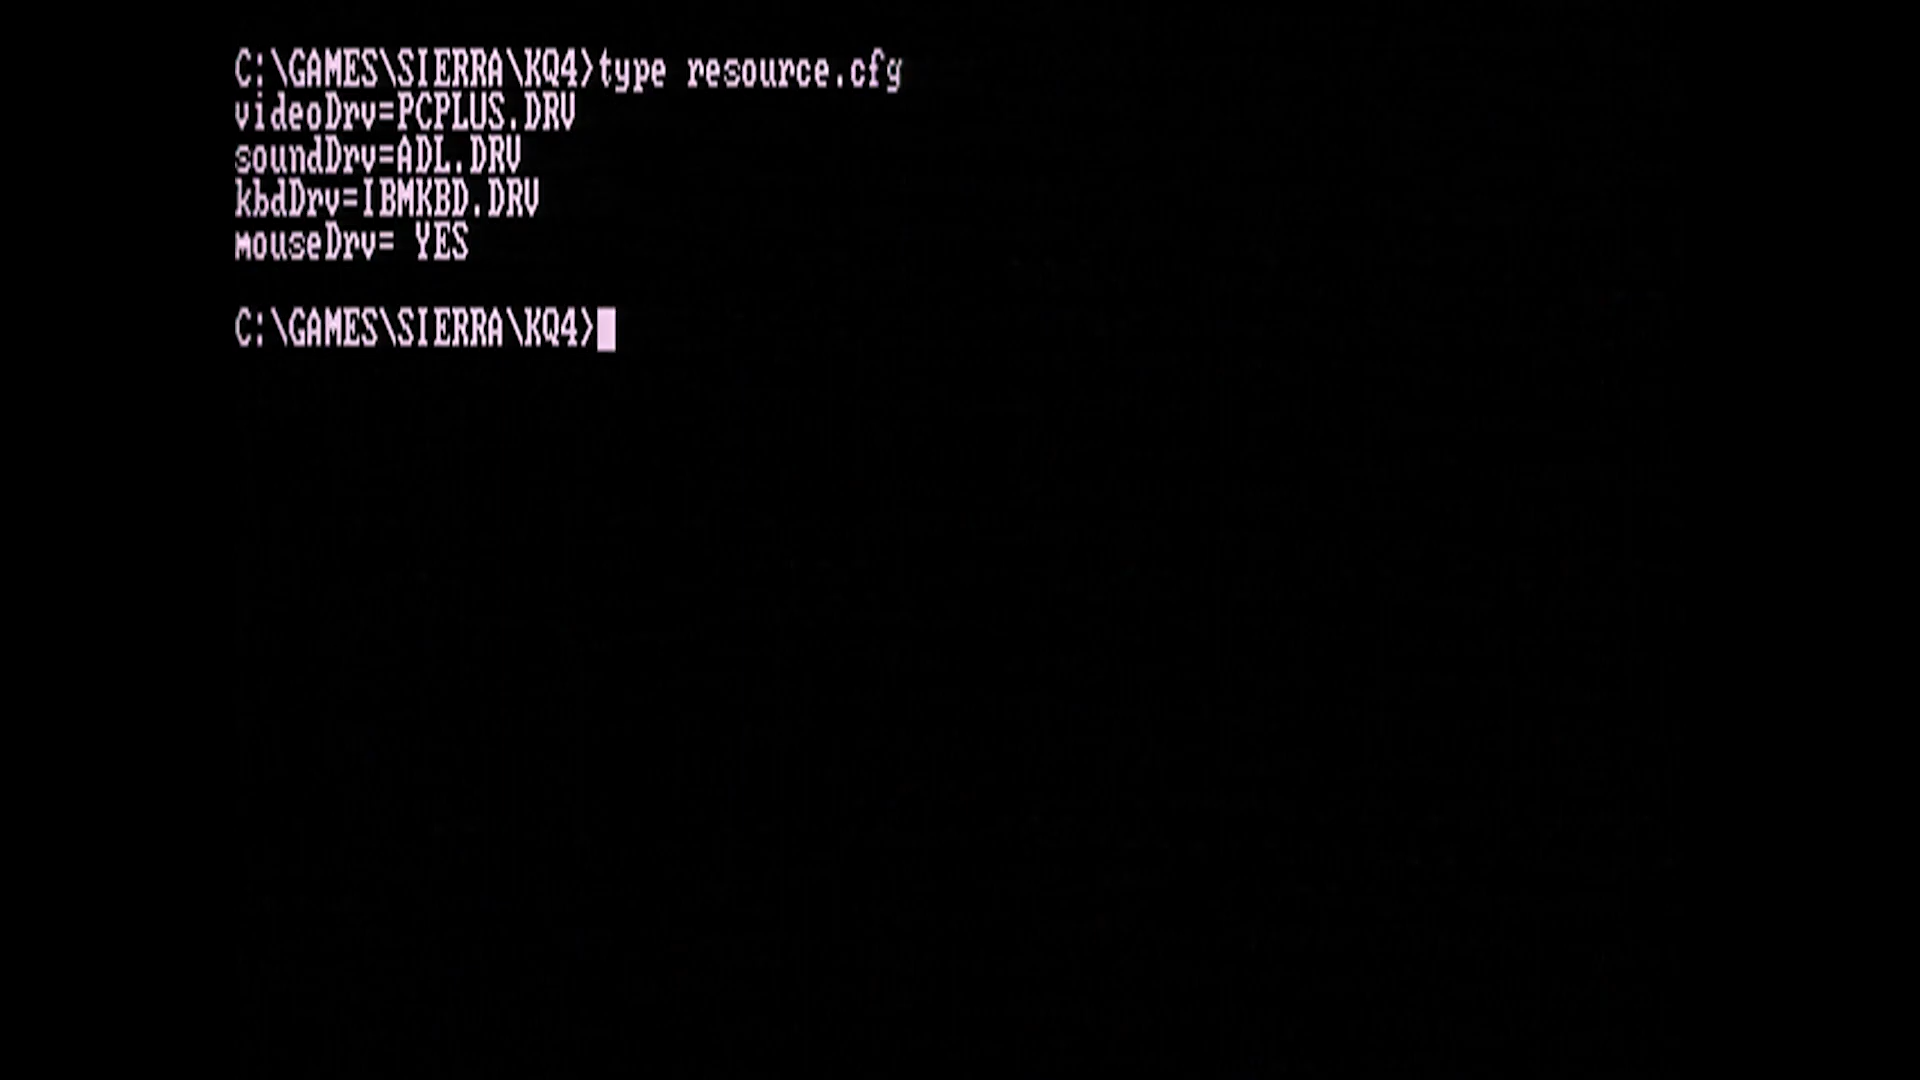 C:\GAMES\SIERRA\KQ4>type resource.cfg
videoDrv=PCPLUS.DRV
soundDrv=ADL.DRV
kbdDrv=IBMKBD.DRV
mouseDrv= YES
C:\GAMES\SIERRA\KQ4>